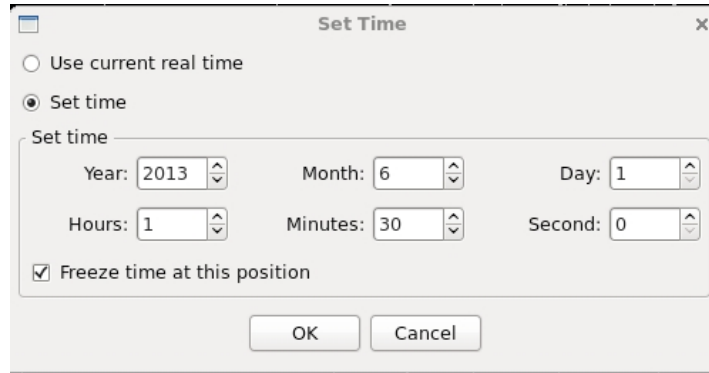 Set Time
Use current real time
Set time
Set time
Year: 2013 Month: 6 Day: 1
Hours: 1 Minutes: 30 Second: 0
Freeze time at this position
OK Cancel